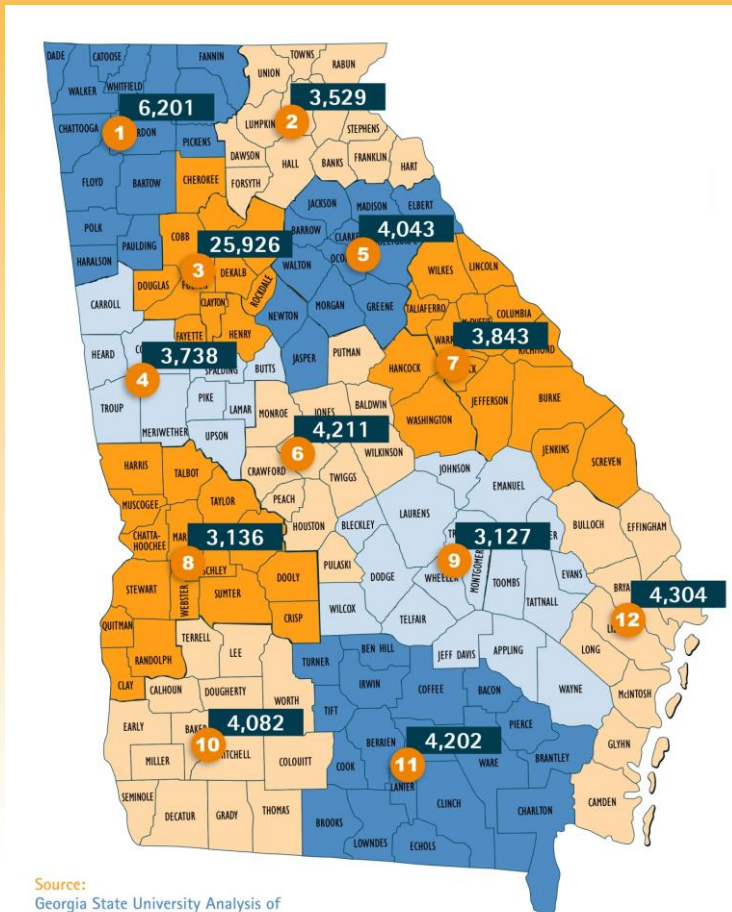 DADE CATOOSE FANNIN TOWNS RABUN
UNION
WALKER WHITFIELD
6,201 3,529
CHATTOOGA 1 LUMPKIN 2 STEPHENS
PICKENS
DAWSON HALL BANKS FRANKLIN HART
FLOYD BARTOW CHEROKEE FORSYTH
JACKSON MADISON ELBERT
POLK PAULDING COBB BARROW 4,043
HARALSON 25,926 WALTON 5
3 DEKALB WILKES LINCOLN
CARROLL DOUGLAS CLAYTON ROCKDALE NEWTON MORGAN GREENE TALIAFERRO COLUMBIA
FAYETTE HENRY 3,843
HEARD 3,738 BUTTS JASPER PUTMAN HANCOCK 7 RICHMOND
SPALDING
4 PIKE
TROUP LAMAR MONROE JONES BALDWIN WASHINGTON JEFFERSON BURKE
MERIWETHER UPSON 4,211
6 WILKINSON
CRAWFORD TWIGGS JENKINS SCREVEN
HARRIS TALBOT PEACH JOHNSON EMANUEL
MUSCOGEE TAYLOR HOUSTON BLECKLEY LAURENS BULLOCH EFFINGHAM
CHATTA-
HOOCHEE 3,136 3,127
8 PULASKI DODGE WHEELER 9 MONTGOMERY TOOMBS EVANS 4,304
STEWART WEBSTER SUMTER DOOLY TATTNALL 12
QUITMAN CRISP WILCOX TELFAIR LONG
RANDOLPH TERRELL LEE TURNER BEN HILL JEFF DAVIS APPLING
CLAY CALHOUN DOUGHERTY WORTH IRWIN COFFEE BACON WAYNE McINTOSH
TIFT
EARLY 4,082 PIERCE
10 BERRIEN 4,202 GLYHN
MILLER COLOUITT COOK 11 WARE BRANTLEY
LANIER
SEMINOLE DECATUR GRADY THOMAS CLINCH CHARLTON CAMDEN
BROOKS
LOWNDES ECHOLS
Source:
Georgia State University Analysis of